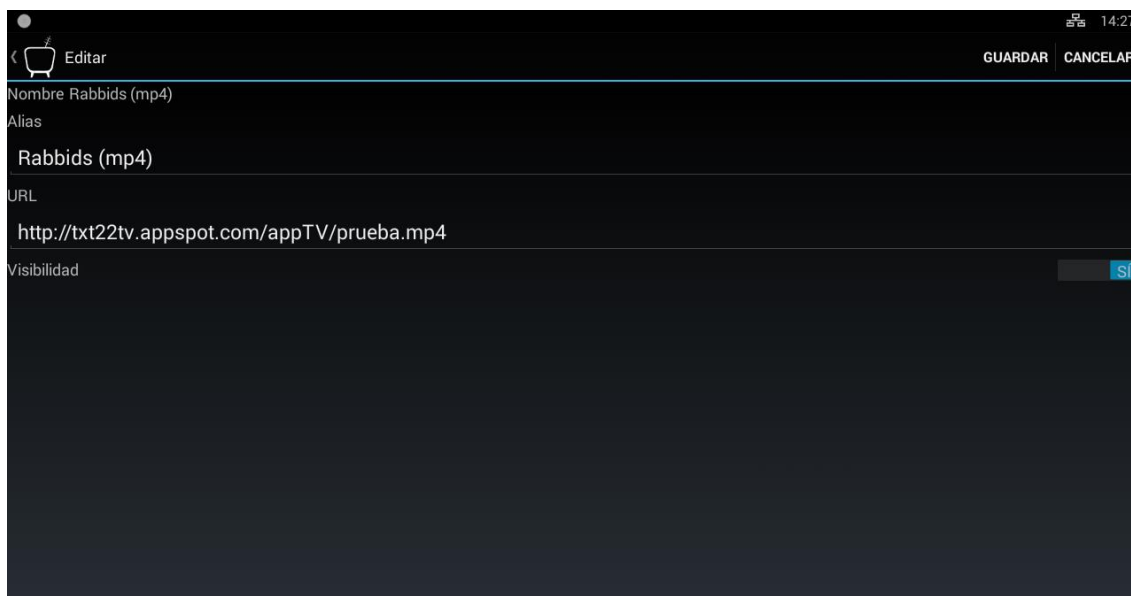 14:27
Editar
GUARDAR CANCELAR
Nombre Rabbids (mp4)
Alias
Rabbids (mp4)
URL
http://txt22tv.appspot.com/appTV/prueba.mp4
Visibilidad SÍ